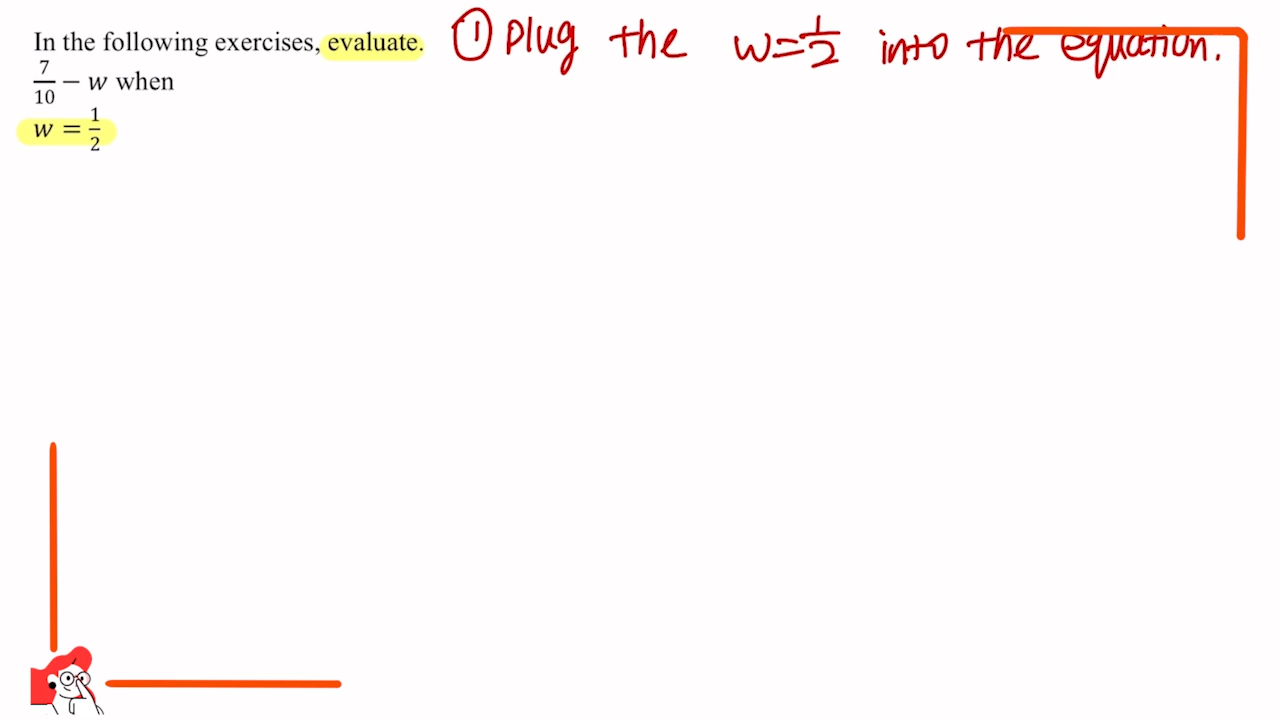 In the following exercises, evaluate.
7/10 − w when
w = 1/2
① Plug the w=1/2 into the equation.